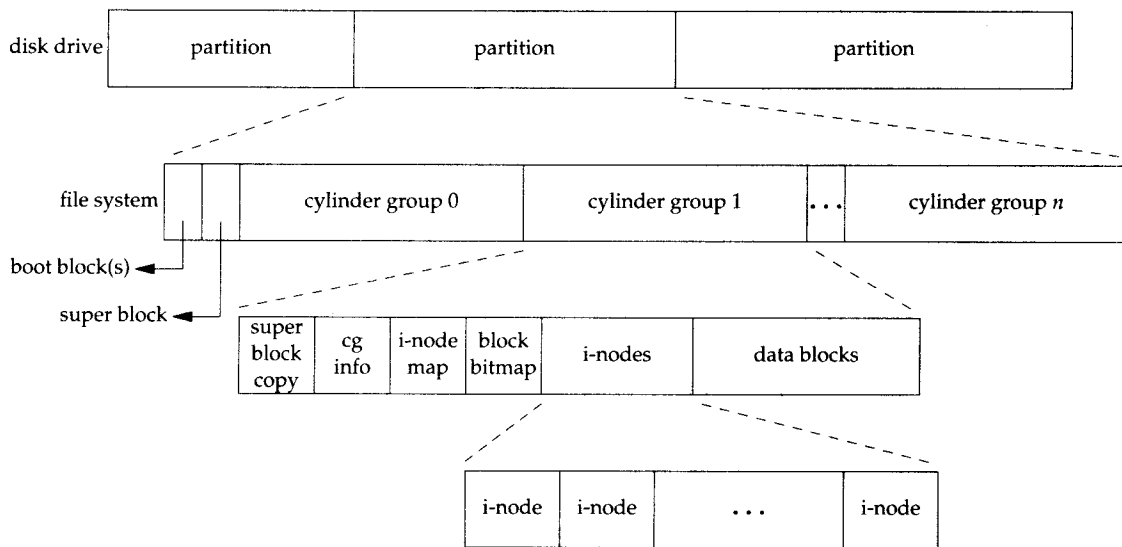 disk drive
partition
partition
partition
file system
cylinder group 0
cylinder group 1
...
cylinder group n
boot block(s)
super block
super
block
copy
cg
info
i-node
map
block
bitmap
i-nodes
data blocks
i-node
i-node
...
i-node